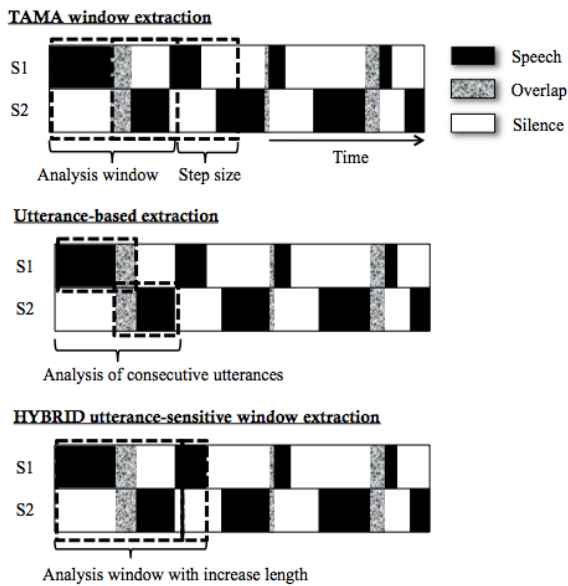 TAMA window extraction
S1
S2
Speech
Overlap
Silence
Analysis window
Step size
Time
Utterance-based extraction
S1
S2
Analysis of consecutive utterances
HYBRID utterance-sensitive window extraction
S1
S2
Analysis window with increase length